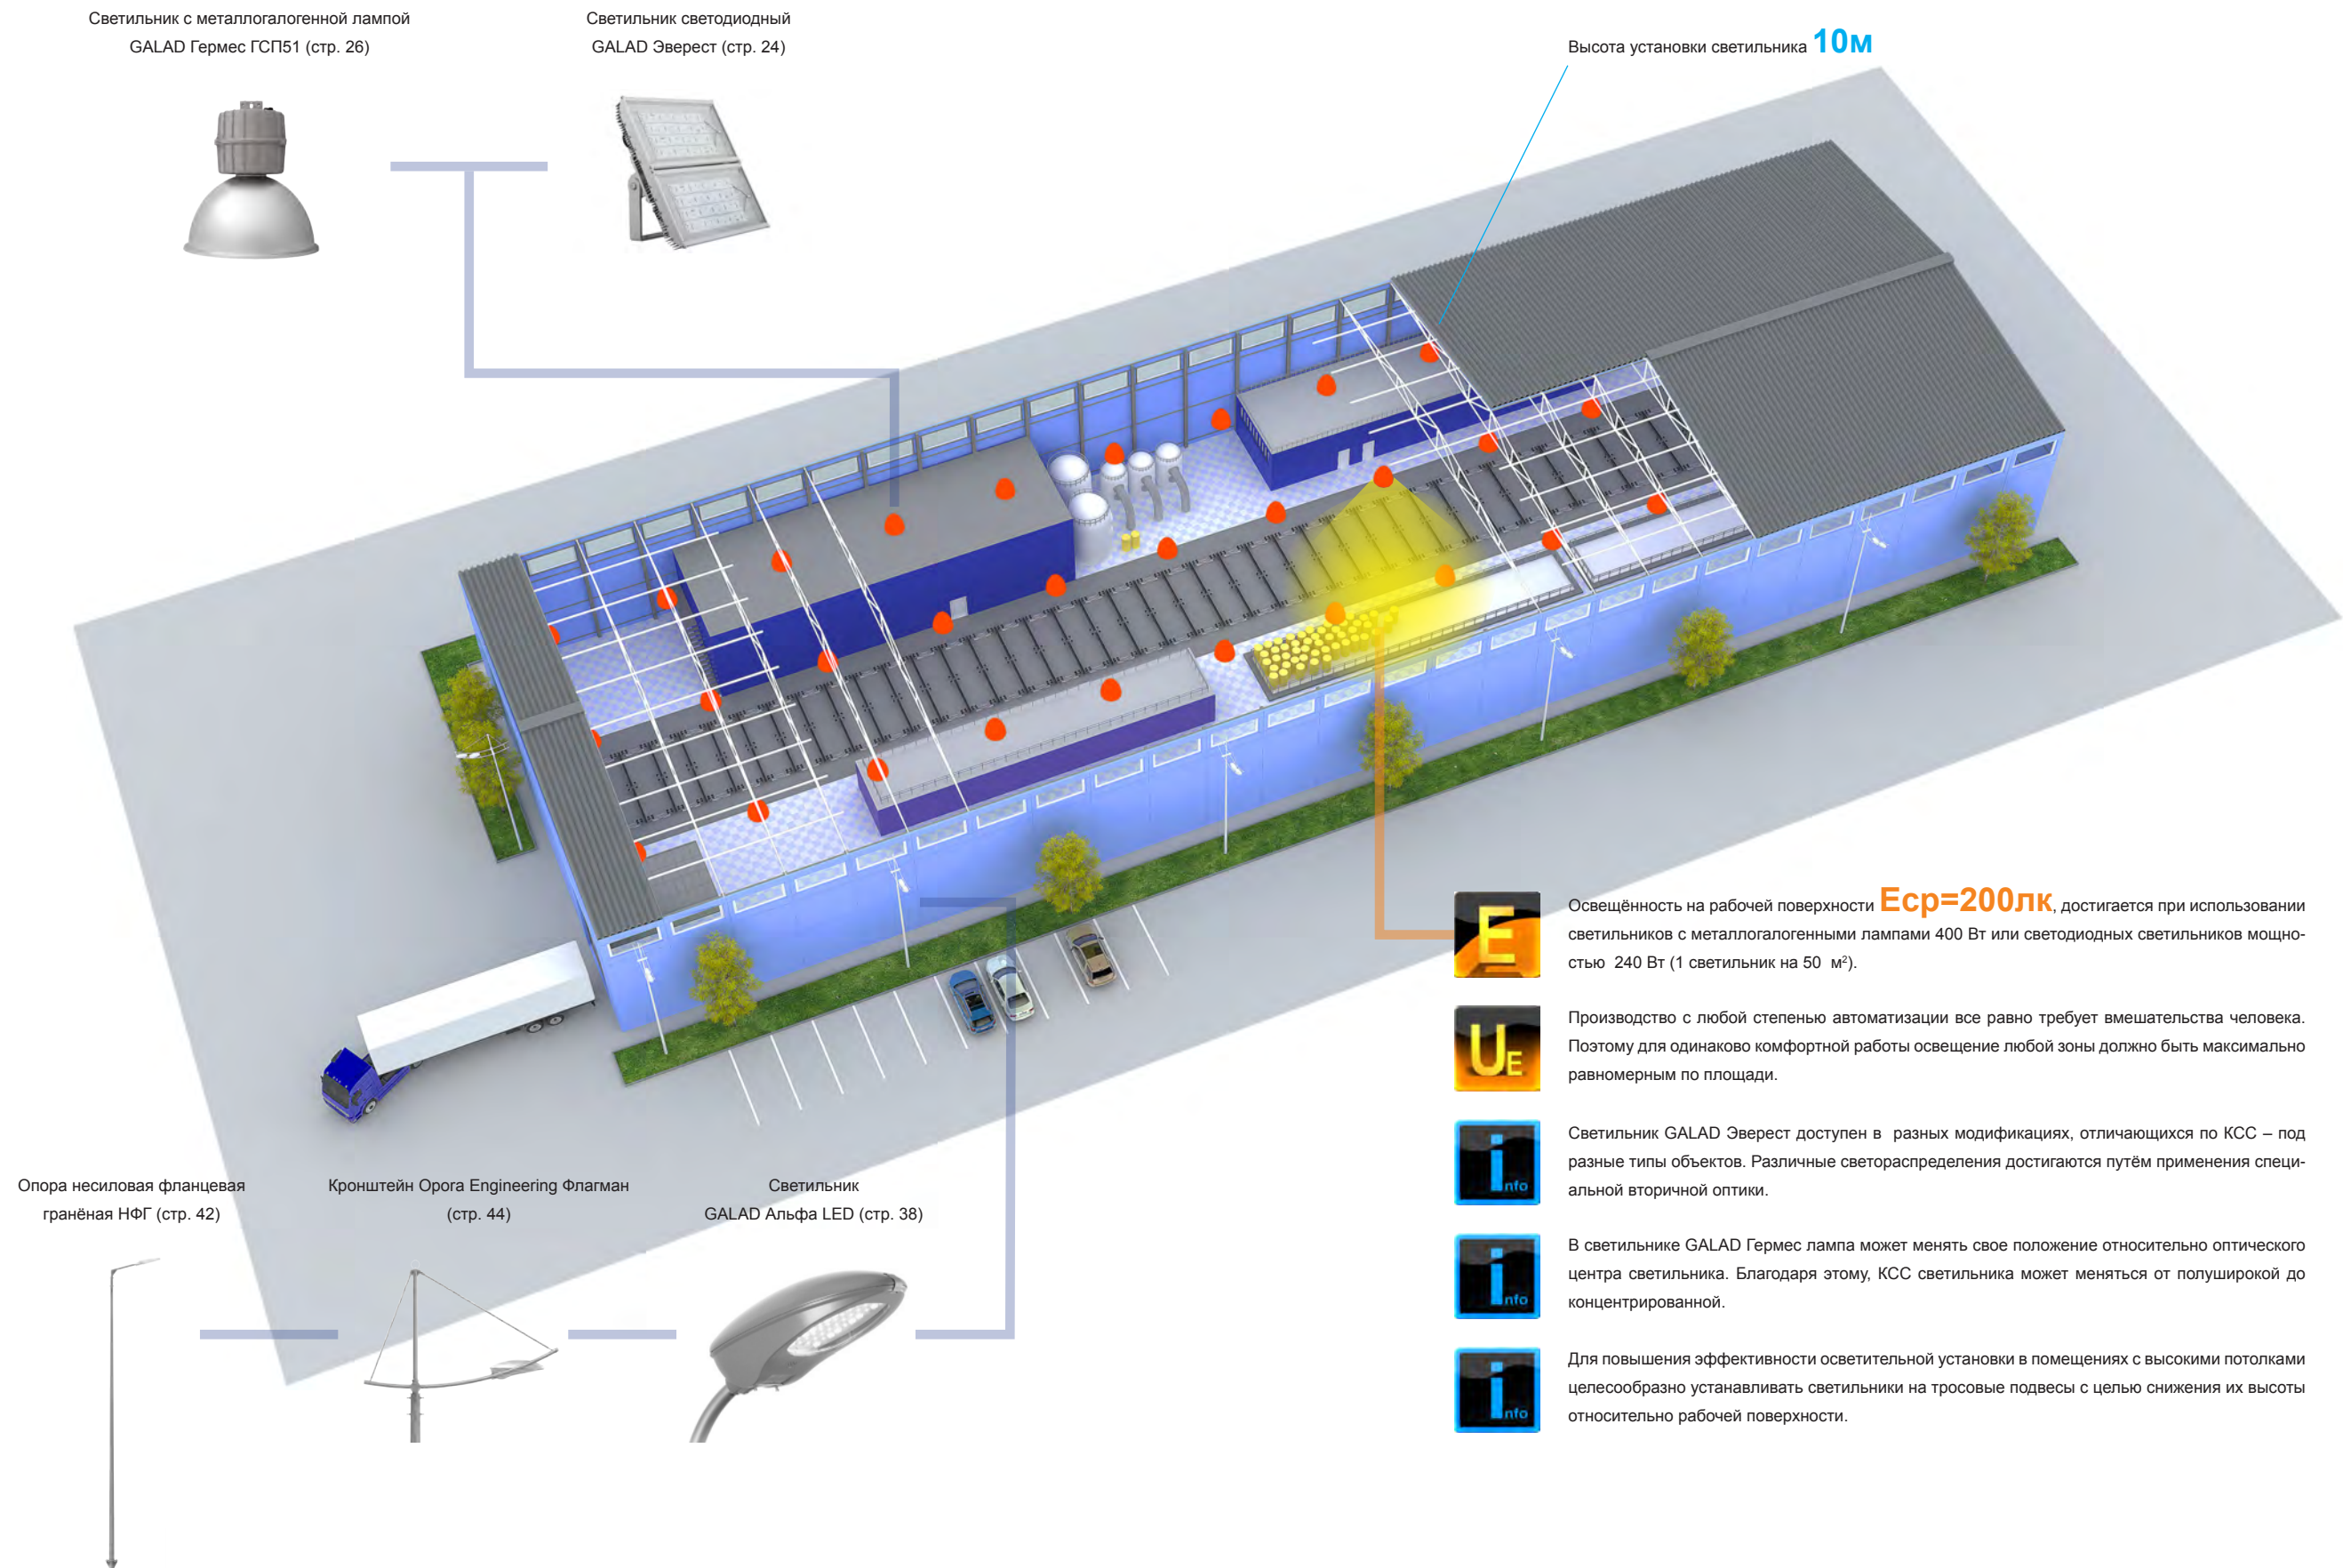 Светильник с металлогалогенной лампой
GALAD Гермес ГСП51 (стр. 26)
Светильник светодиодный
GALAD Эверест (стр. 24)
Высота установки светильника 10м
Освещённость на рабочей поверхности Еср=200лк, достигается при использовании
светильников с металлогалогенными лампами 400 Вт или светодиодных светильников мощно-
стью 240 Вт (1 светильник на 50 м²).
E
Производство с любой степенью автоматизации все равно требует вмешательства человека.
Поэтому для одинаково комфортной работы освещение любой зоны должно быть максимально
равномерным по площади.
UE
Светильник GALAD Эверест доступен в разных модификациях, отличающихся по КСС – под
разные типы объектов. Различные светораспределения достигаются путём применения специ-
альной вторичной оптики.
info
В светильнике GALAD Гермес лампа может менять свое положение относительно оптического
центра светильника. Благодаря этому, КСС светильника может меняться от полуширокой до
концентрированной.
info
Для повышения эффективности осветительной установки в помещениях с высокими потолками
целесообразно устанавливать светильники на тросовые подвесы с целью снижения их высоты
относительно рабочей поверхности.
info
Опора несиловая фланцевая
гранёная НФГ (стр. 42)
Кронштейн Opora Engineering Флагман
(стр. 44)
Светильник
GALAD Альфа LED (стр. 38)